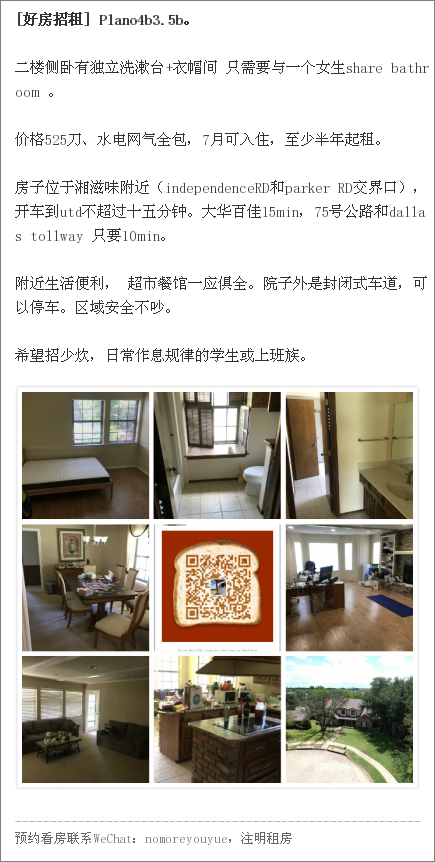 [好房招租] Plano4b3.5b。
二楼侧卧有独立洗漱台+衣帽间 只需要与一个女生share bathr
oom 。
价格525刀、水电网气全包，7月可入住，至少半年起租。
房子位于湘滋味附近（independenceRD和parker RD交界口），
开车到utd不超过十五分钟。大华百佳15min，75号公路和dalla
s tollway 只要10min。
附近生活便利， 超市餐馆一应俱全。院子外是封闭式车道，可
以停车。区域安全不吵。
希望招少炊，日常作息规律的学生或上班族。
预约看房联系WeChat：nomoreyouyue，注明租房